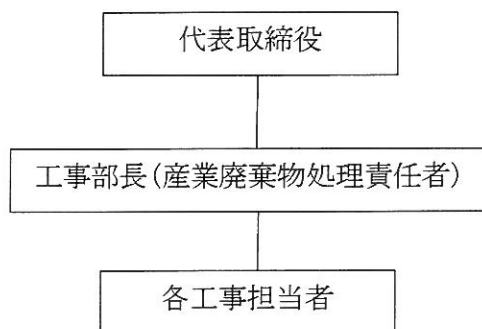 代表取締役
工事部長(産業廃棄物処理責任者)
各工事担当者